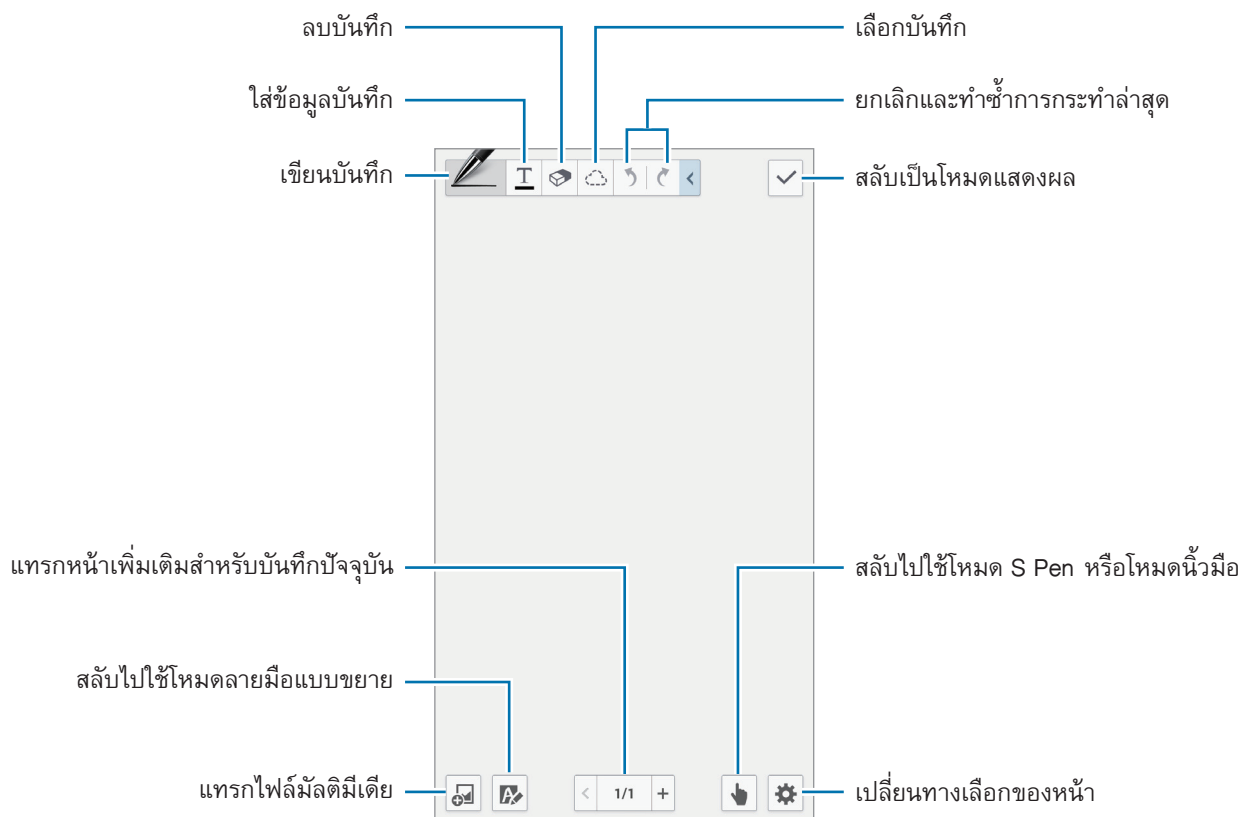 ลบบันทึก
เลือกบันทึก
ใส่ข้อมูลบันทึก
ยกเลิกและทำซ้ำการกระทำล่าสุด
เขียนบันทึก
T
สลับเป็นโหมดแสดงผล
แทรกหน้าเพิ่มเติมสำหรับบันทึกปัจจุบัน
สลับไปใช้โหมด S Pen หรือโหมดนิ้วมือ
สลับไปใช้โหมดลายมือแบบขยาย
แทรกไฟล์มัลติมีเดีย
A
1/1 +
เปลี่ยนทางเลือกของหน้า